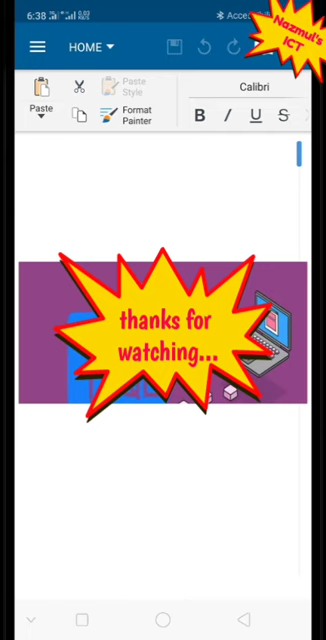 6:38
Nazmul's
ICT
HOME
Paste
Style
Paste
Format
Painter
Calibri
B I U S
thanks for
watching...